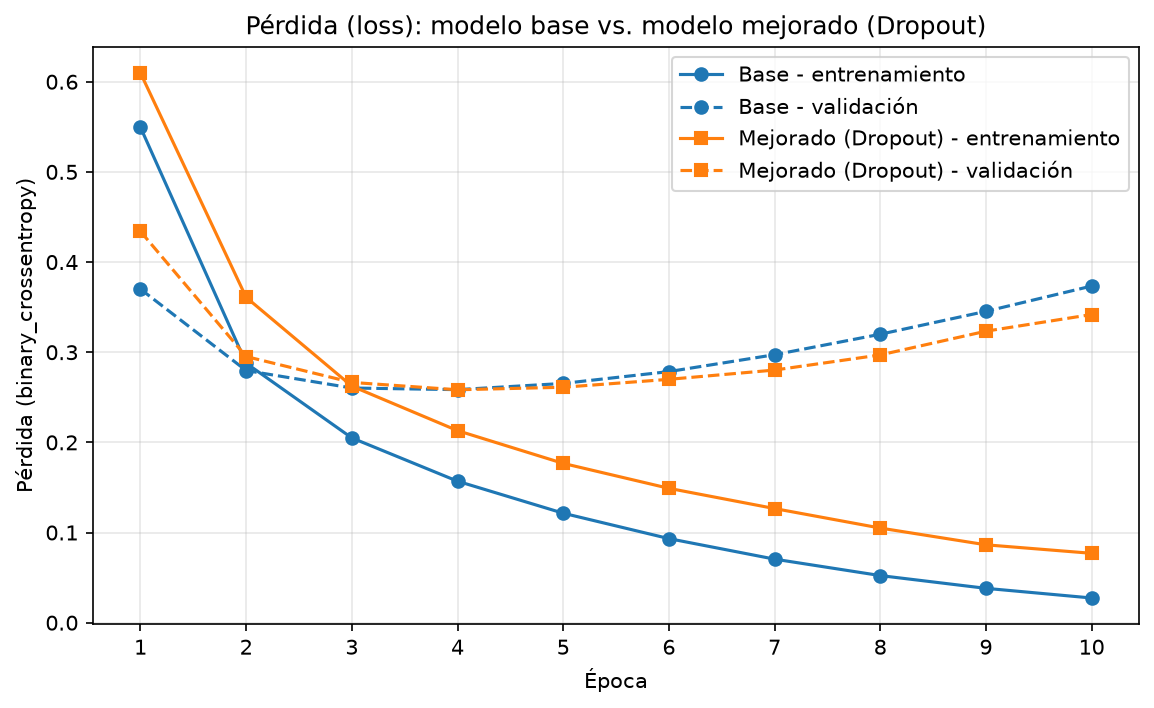 Pérdida (loss): modelo base vs. modelo mejorado (Dropout)
Base - entrenamiento
Base - validación
Mejorado (Dropout) - entrenamiento
Mejorado (Dropout) - validación
Pérdida (binary_crossentropy)
0.6
0.5
0.4
0.3
0.2
0.1
0.0
1 2 3 4 5 6 7 8 9 10
Época